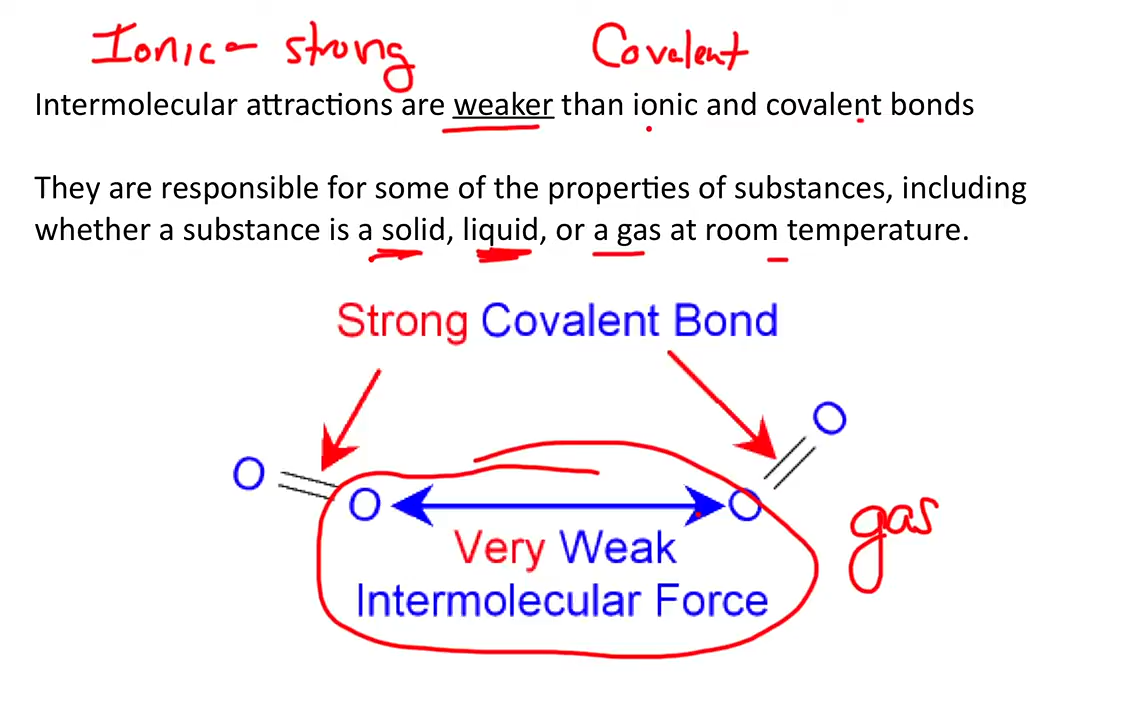 Ionic - strong Covalent
Intermolecular attractions are weaker than ionic and covalent bonds
They are responsible for some of the properties of substances, including
whether a substance is a solid, liquid, or a gas at room temperature.
Strong Covalent Bond
O
O
O
O
gas
Very Weak
Intermolecular Force